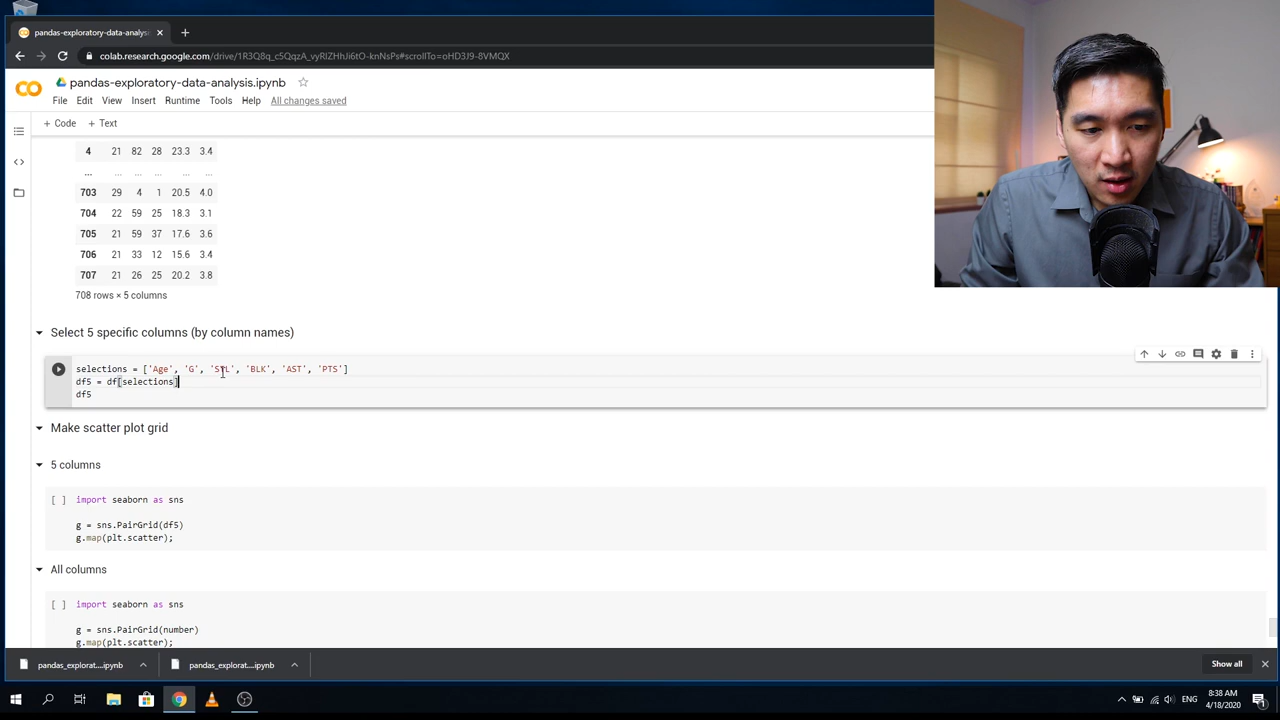 pandas-exploratory-data-analysis
colab.research.google.com/drive/1R3Q8q_c5QqzA_vyRlZHhJi6tO-knNsPs#scrollTo=oHD3J9-8VMQX
pandas-exploratory-data-analysis.ipynb
File Edit View Insert Runtime Tools Help All changes saved
+ Code + Text
4 21 82 28 23.3 3.4
... ... ... ... ... ...
703 29 4 1 20.5 4.0
704 22 59 25 18.3 3.1
705 21 59 37 17.6 3.6
706 21 33 12 15.6 3.4
707 21 26 25 20.2 3.8
708 rows × 5 columns
Select 5 specific columns (by column names)
selections = ['Age', 'G', 'STL', 'BLK', 'AST', 'PTS']
df5 = df[selections]
df5
Make scatter plot grid
5 columns
[ ] import seaborn as sns
g = sns.PairGrid(df5)
g.map(plt.scatter);
All columns
[ ] import seaborn as sns
g = sns.PairGrid(number)
g.map(plt.scatter);
pandas_explorat....ipynb pandas_explorat....ipynb Show all
ENG 8:38 AM
4/18/2020